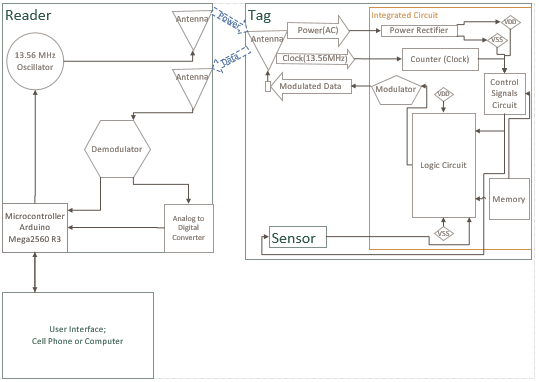 Reader
Antenna
13.56 MHz
Oscillator
Antenna
Demodulator
Microcontroller
Arduino
Mega2560 R3
Analog to
Digital
Converter
User Interface;
Cell Phone or Computer
Power
Data
Tag
Antenna
Power(AC)
Clock(13.56MHz)
Modulated Data
Integrated Circuit
Power Rectifier
VDD
VSS
Counter (Clock)
Control
Signals
Circuit
Modulator
VDD
Logic Circuit
Memory
VSS
Sensor